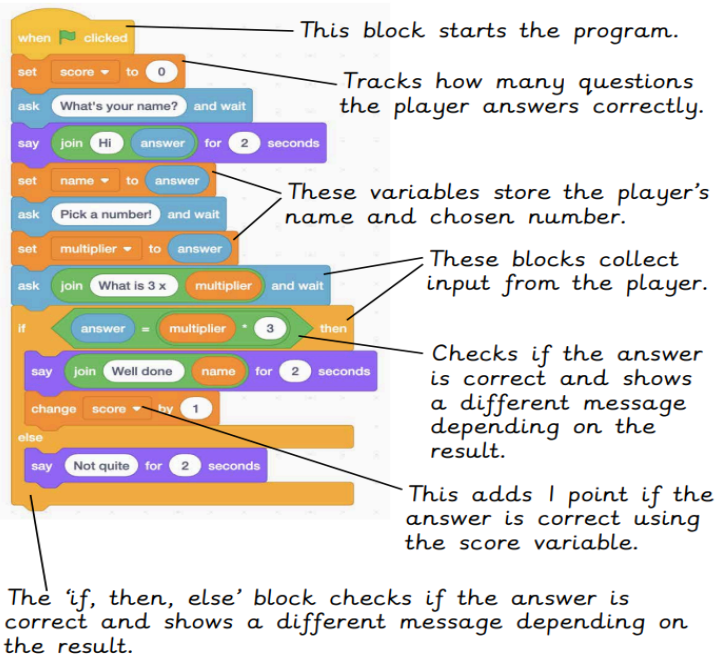 when clicked
This block starts the program.
set score to 0
Tracks how many questions
the player answers correctly.
ask What's your name? and wait
say join Hi answer for 2 seconds
set name to answer
These variables store the player's
name and chosen number.
ask Pick a number! and wait
set multiplier to answer
These blocks collect
input from the player.
ask join What is 3 x multiplier and wait
if answer = multiplier * 3 then
Checks if the answer
is correct and shows
a different message
depending on the
result.
say join Well done name for 2 seconds
change score by 1
else
say Not quite for 2 seconds
This adds 1 point if the
answer is correct using
the score variable.
The ‘if, then, else’ block checks if the answer is
correct and shows a different message depending on
the result.